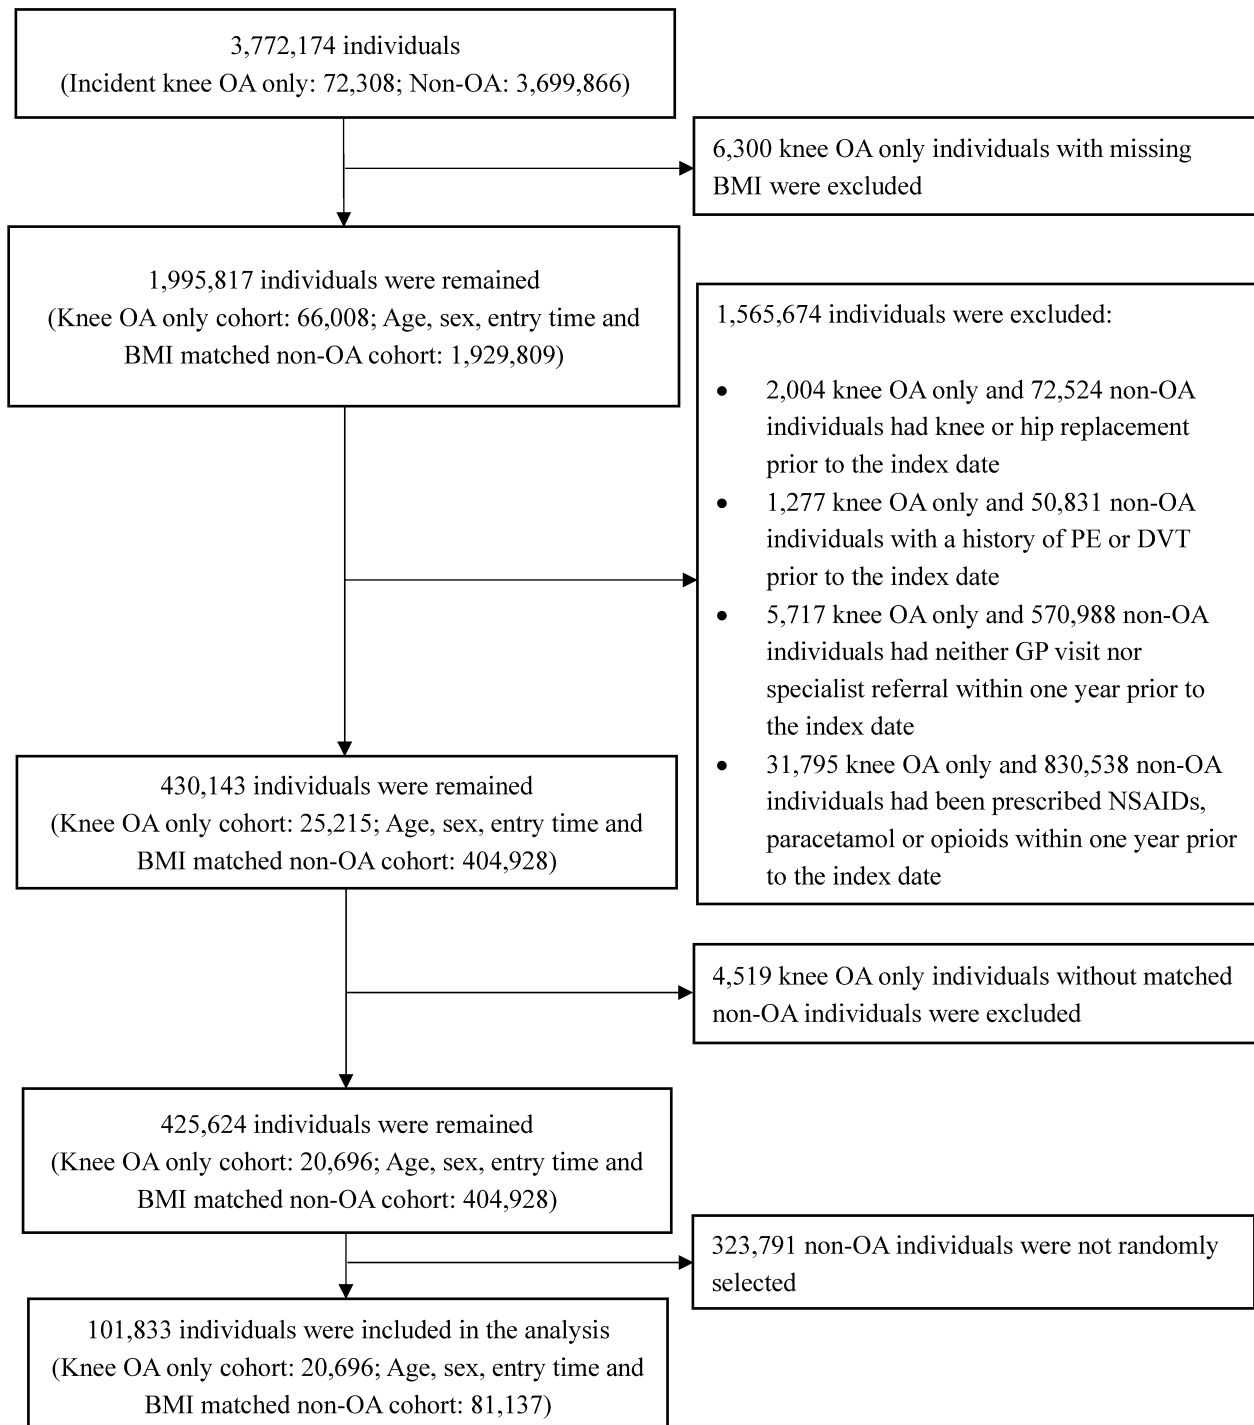 3,772,174 individuals
(Incident knee OA only: 72,308; Non-OA: 3,699,866)
6,300 knee OA only individuals with missing
BMI were excluded
1,995,817 individuals were remained
(Knee OA only cohort: 66,008; Age, sex, entry time and
BMI matched non-OA cohort: 1,929,809)
1,565,674 individuals were excluded:
• 2,004 knee OA only and 72,524 non-OA
individuals had knee or hip replacement
prior to the index date
• 1,277 knee OA only and 50,831 non-OA
individuals with a history of PE or DVT
prior to the index date
• 5,717 knee OA only and 570,988 non-OA
individuals had neither GP visit nor
specialist referral within one year prior to
the index date
• 31,795 knee OA only and 830,538 non-OA
individuals had been prescribed NSAIDs,
paracetamol or opioids within one year prior
to the index date
430,143 individuals were remained
(Knee OA only cohort: 25,215; Age, sex, entry time and
BMI matched non-OA cohort: 404,928)
4,519 knee OA only individuals without matched
non-OA individuals were excluded
425,624 individuals were remained
(Knee OA only cohort: 20,696; Age, sex, entry time and
BMI matched non-OA cohort: 404,928)
323,791 non-OA individuals were not randomly
selected
101,833 individuals were included in the analysis
(Knee OA only cohort: 20,696; Age, sex, entry time and
BMI matched non-OA cohort: 81,137)